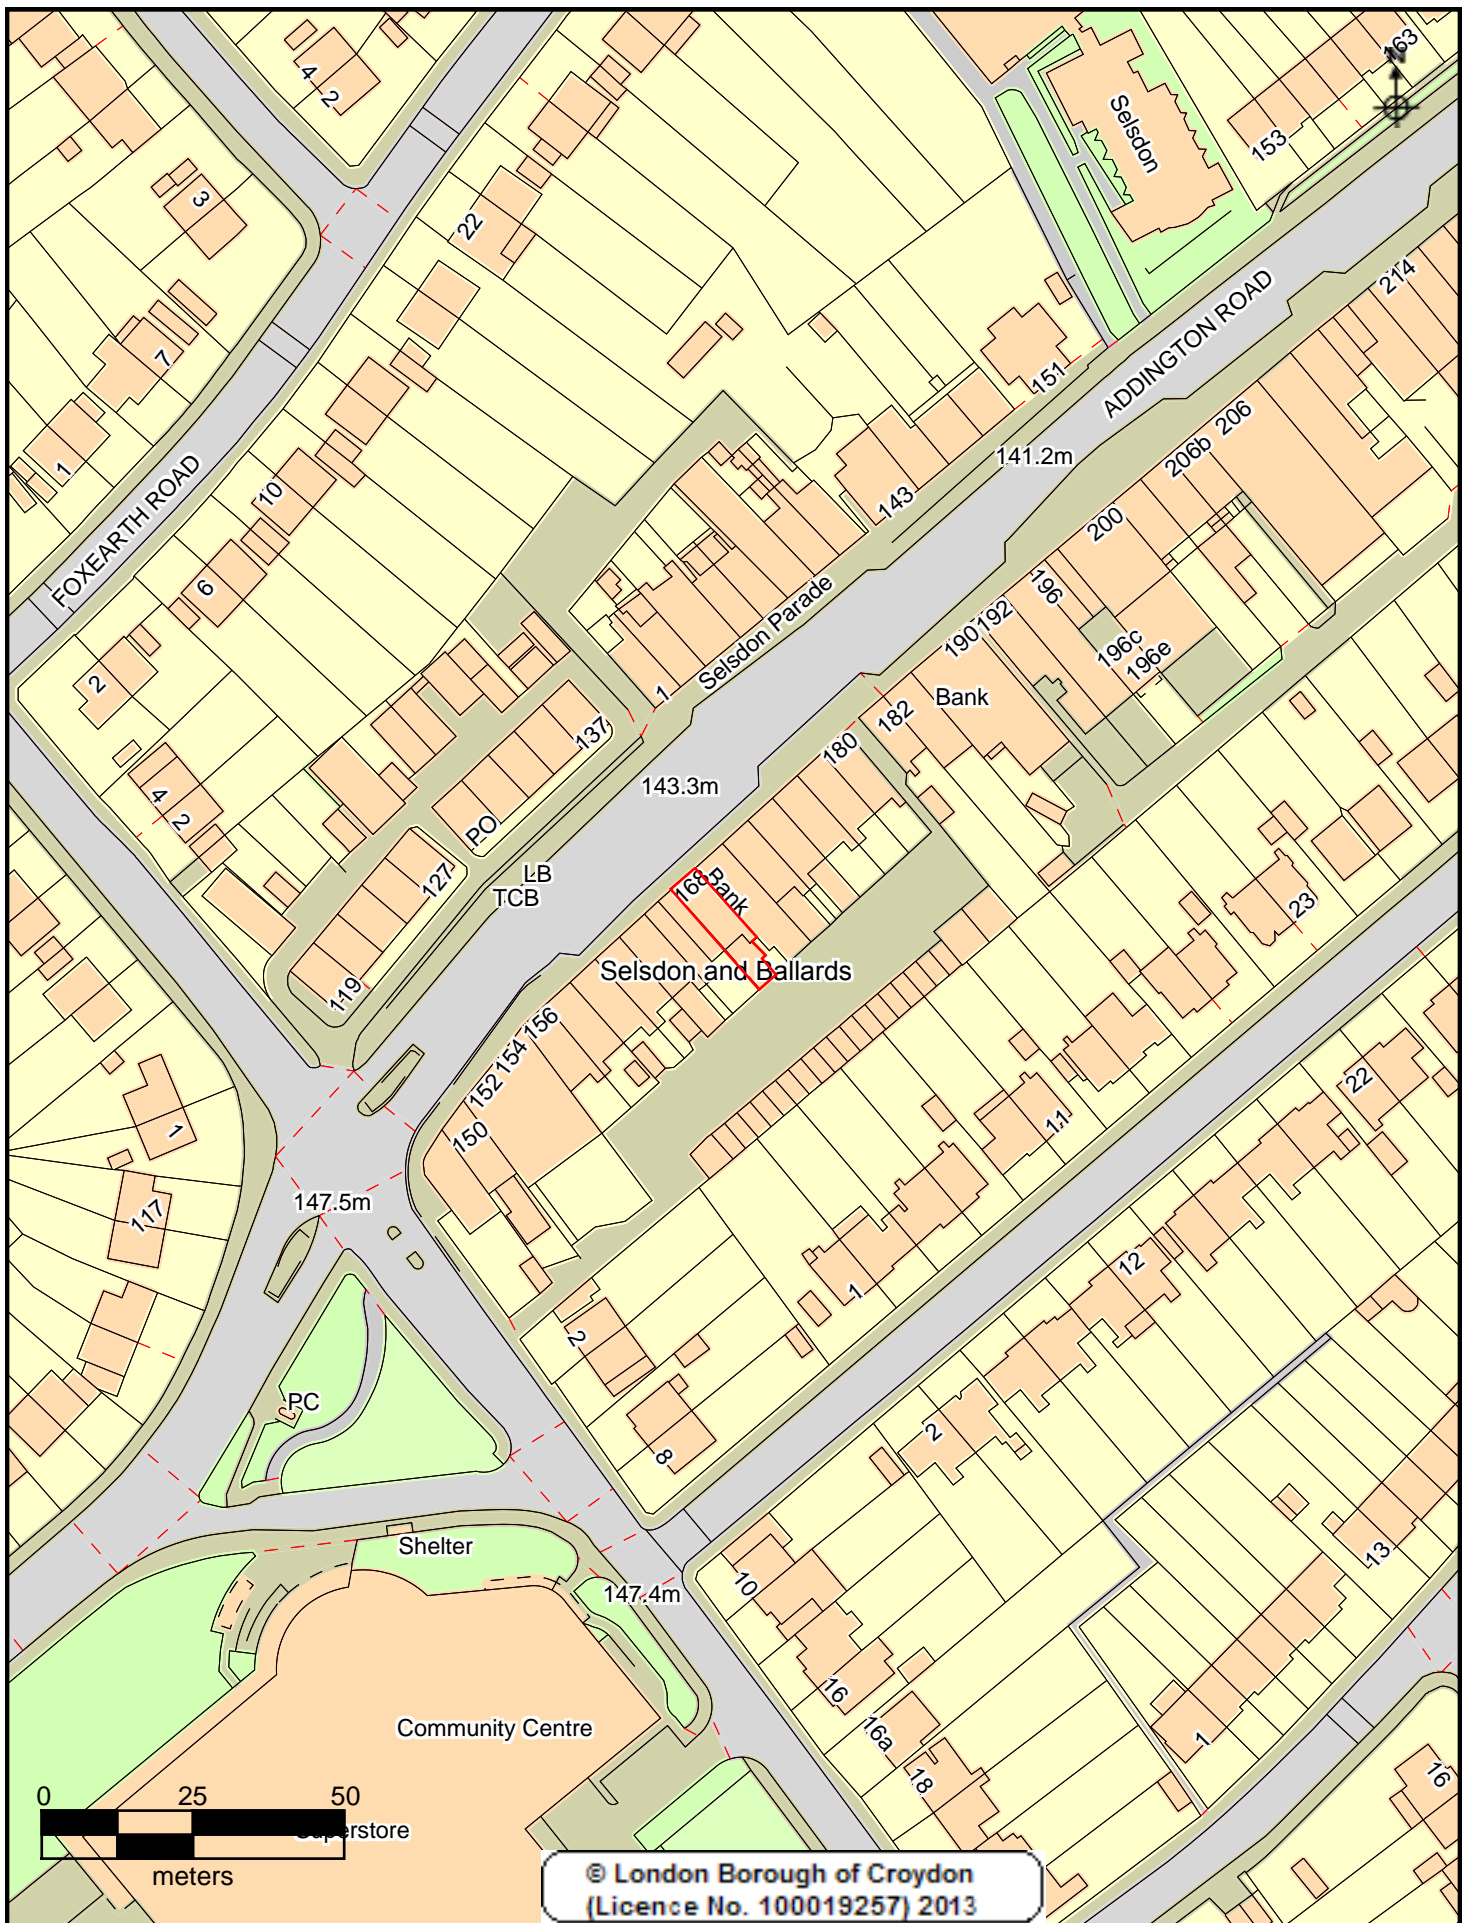 163
N
4
2
Selsdon
153
3
22
214
ADDINGTON ROAD
7
151
206
206b
141.2m
1
10
143
200
FOXEARTH ROAD
6
196
Selsdon Parade
192
190
196c
196e
2
1
Bank
182
137
180
143.3m
4
2
PO
127
LB
TCB
168
Bank
23
Selsdon and Ballards
119
156
154
152
22
1
11
150
117
147.5m
12
1
2
PC
2
8
Shelter
13
10
147.4m
16
Community Centre
16a
1
18
16
0 25 50
Superstore
meters
© London Borough of Croydon
(Licence No. 100019257) 2013